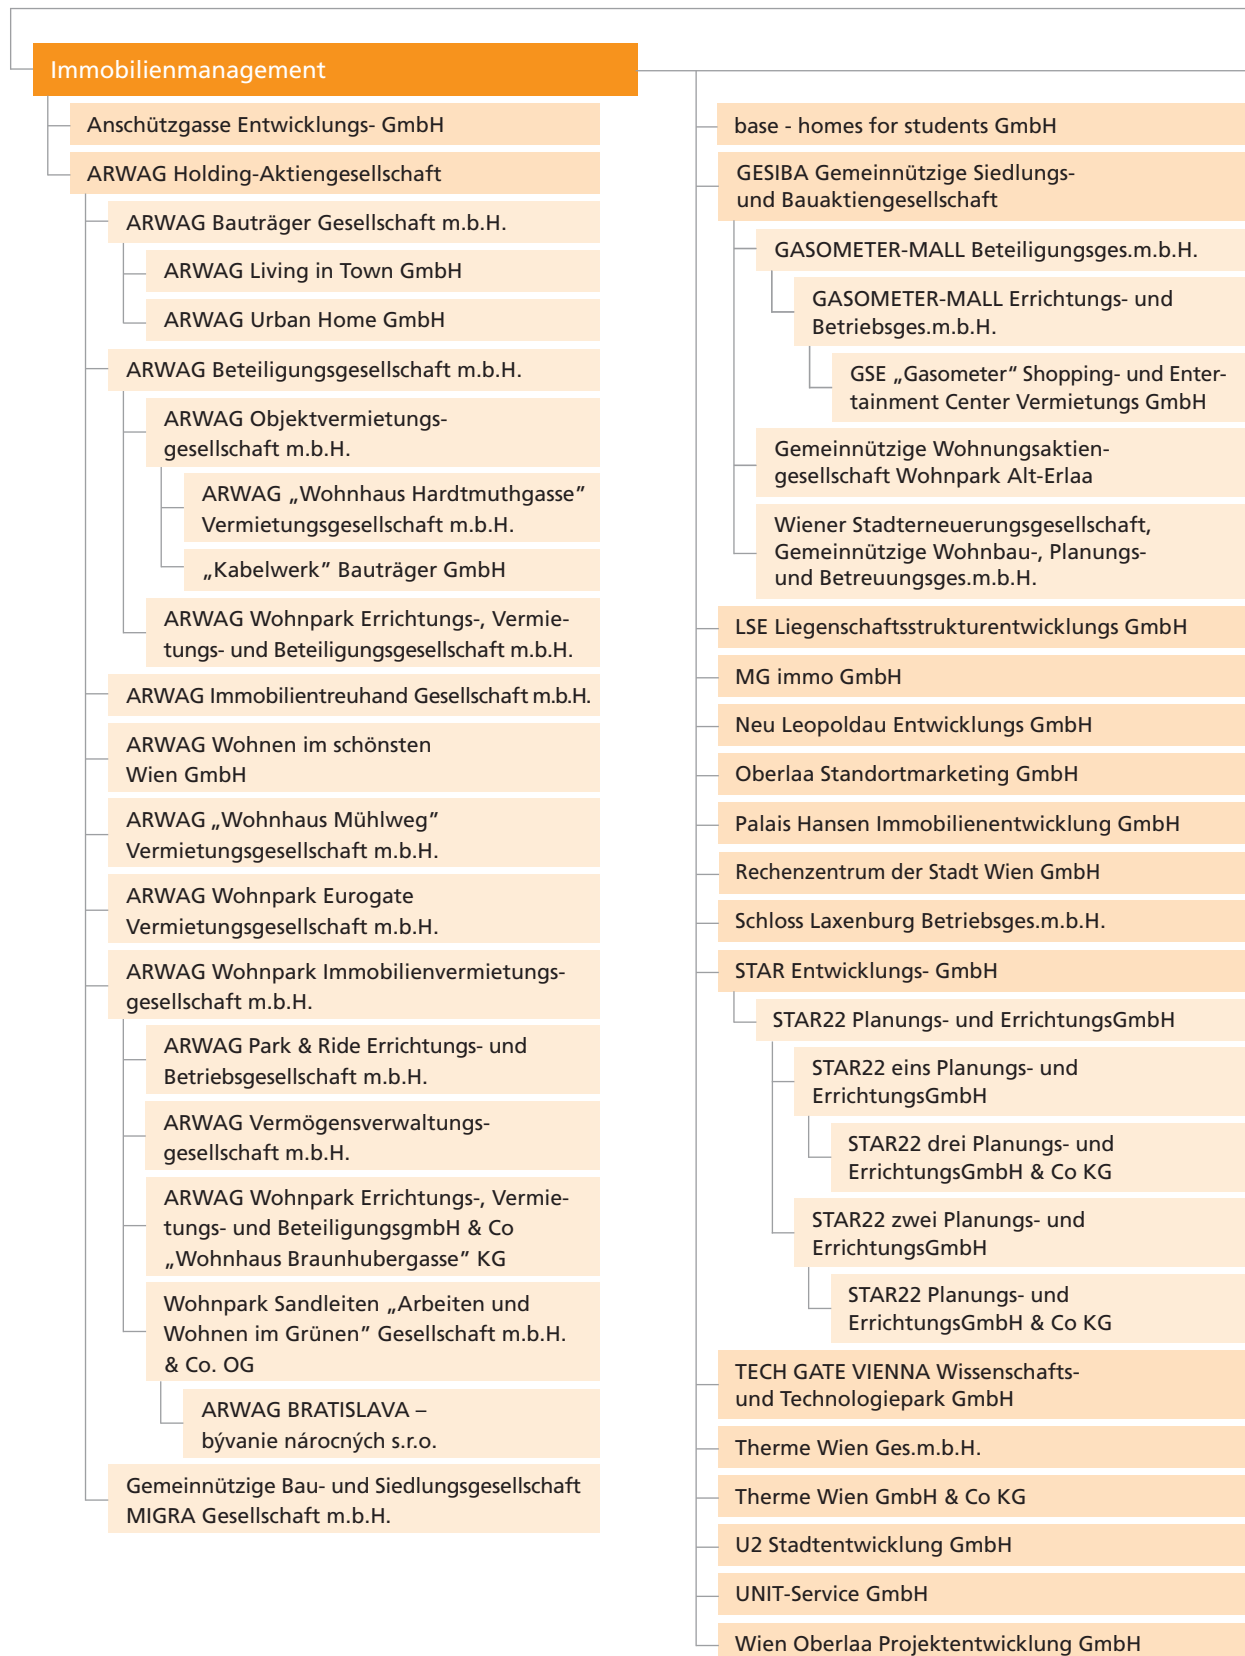 Immobilienmanagement
Anschützgasse Entwicklungs- GmbH
ARWAG Holding-Aktiengesellschaft
ARWAG Bauträger Gesellschaft m.b.H.
ARWAG Living in Town GmbH
ARWAG Urban Home GmbH
ARWAG Beteiligungsgesellschaft m.b.H.
ARWAG Objektvermietungs-
gesellschaft m.b.H.
ARWAG „Wohnhaus Hardtmuthgasse”
Vermietungsgesellschaft m.b.H.
„Kabelwerk” Bauträger GmbH
ARWAG Wohnpark Errichtungs-, Vermie-
tungs- und Beteiligungsgesellschaft m.b.H.
ARWAG Immobilientreuhand Gesellschaft m.b.H.
ARWAG Wohnen im schönsten
Wien GmbH
ARWAG „Wohnhaus Mühlweg”
Vermietungsgesellschaft m.b.H.
ARWAG Wohnpark Eurogate
Vermietungsgesellschaft m.b.H.
ARWAG Wohnpark Immobilienvermietungs-
gesellschaft m.b.H.
ARWAG Park & Ride Errichtungs- und
Betriebsgesellschaft m.b.H.
ARWAG Vermögensverwaltungs-
gesellschaft m.b.H.
ARWAG Wohnpark Errichtungs-, Vermie-
tungs- und BeteiligungsgmbH & Co
„Wohnhaus Braunhubergasse” KG
Wohnpark Sandleiten „Arbeiten und
Wohnen im Grünen” Gesellschaft m.b.H.
& Co. OG
ARWAG BRATISLAVA –
bývanie nárocných s.r.o.
Gemeinnützige Bau- und Siedlungsgesellschaft
MIGRA Gesellschaft m.b.H.
base - homes for students GmbH
GESIBA Gemeinnützige Siedlungs-
und Bauaktiengesellschaft
GASOMETER-MALL Beteiligungsges.m.b.H.
GASOMETER-MALL Errichtungs- und
Betriebsges.m.b.H.
GSE „Gasometer” Shopping- und Enter-
tainment Center Vermietungs GmbH
Gemeinnützige Wohnungsaktien-
gesellschaft Wohnpark Alt-Erlaa
Wiener Stadterneuerungsgesellschaft,
Gemeinnützige Wohnbau-, Planungs-
und Betreuungsges.m.b.H.
LSE Liegenschaftsstrukturentwicklungs GmbH
MG immo GmbH
Neu Leopoldau Entwicklungs GmbH
Oberlaa Standortmarketing GmbH
Palais Hansen Immobilienentwicklung GmbH
Rechenzentrum der Stadt Wien GmbH
Schloss Laxenburg Betriebsges.m.b.H.
STAR Entwicklungs- GmbH
STAR22 Planungs- und ErrichtungsGmbH
STAR22 eins Planungs- und
ErrichtungsGmbH
STAR22 drei Planungs- und
ErrichtungsGmbH & Co KG
STAR22 zwei Planungs- und
ErrichtungsGmbH
STAR22 Planungs- und
ErrichtungsGmbH & Co KG
TECH GATE VIENNA Wissenschafts-
und Technologiepark GmbH
Therme Wien Ges.m.b.H.
Therme Wien GmbH & Co KG
U2 Stadtentwicklung GmbH
UNIT-Service GmbH
Wien Oberlaa Projektentwicklung GmbH